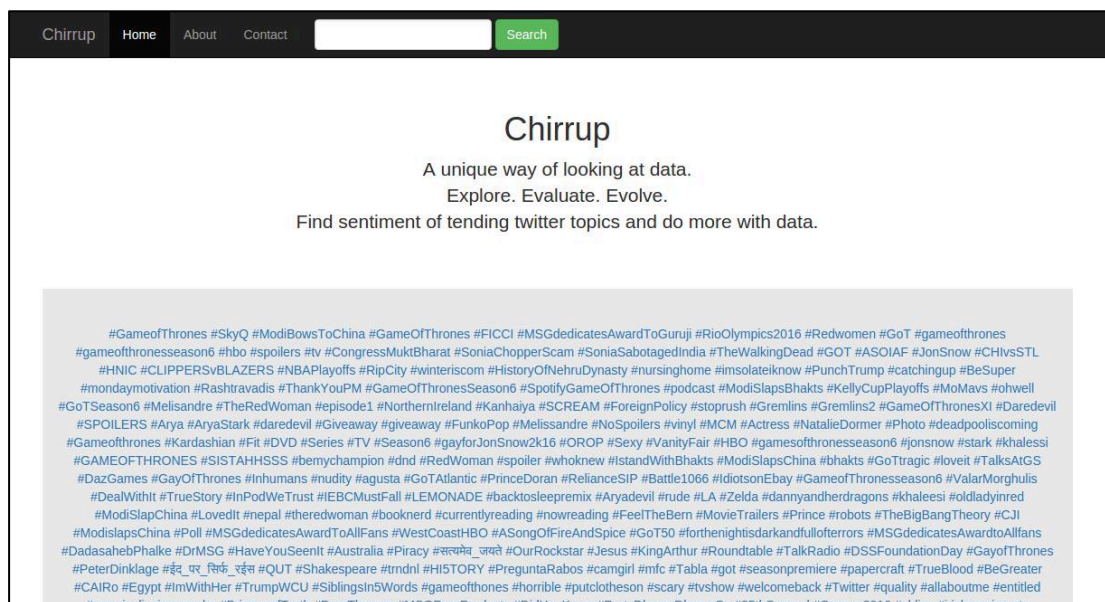 Chirrup Home About Contact Search
Chirrup
A unique way of looking at data.
Explore. Evaluate. Evolve.
Find sentiment of tending twitter topics and do more with data.
#GameofThrones #SkyQ #ModiBowsToChina #GameOfThrones #FICCI #MSGdedicatesAwardToGuruji #RioOlympics2016 #Redwomen #GoT #gameofthrones
#gameofthronesseason6 #hbo #spoilers #tv #CongressMuktBharat #SoniaChopperScam #SoniaSabotagedIndia #TheWalkingDead #GOT #ASOIAF #JonSnow #CHIvsSTL
#HNIC #CLIPPERSvBLAZERS #NBAPlayoffs #RipCity #winteriscom #HistoryOfNehruDynasty #nursinghome #imsolateiknow #PunchTrump #catchingup #BeSuper
#mondaymotivation #Rashtravadis #ThankYouPM #GameOfThronesSeason6 #SpotifyGameOfThrones #podcast #ModiSlapsBhakts #KellyCupPlayoffs #MoMavs #ohwell
#GoTSeason6 #Melisandre #TheRedWoman #episode1 #NorthernIreland #Kanhaiya #SCREAM #ForeignPolicy #stoprush #Gremlins #Gremlins2 #GameOfThronesXI #Daredevil
#SPOILERS #Arya #AryaStark #daredevil #Giveaway #giveaway #FunkoPop #Melissandre #NoSpoilers #vinyl #MCM #Actress #NatalieDormer #Photo #deadpooliscoming
#Gameofthrones #Kardashian #Fit #DVD #Series #TV #Season6 #gayforJonSnow2k16 #OROP #Sexy #VanityFair #HBO #gamesofthronesseason6 #jonsnow #stark #khalessi
#GAMEOFTHRONES #SISTAHHSSS #bemychampion #dnd #RedWoman #spoiler #whoknew #IstandWithBhakts #ModiSlapsChina #bhakts #GoTtragic #loveit #TalksAtGS
#DazGames #GayOfThrones #Inhumans #nudity #agusta #GoTAtlantic #PrinceDoran #RelianceSIP #Battle1066 #IdiotsonEbay #GameofThronesseason6 #ValarMorghulis
#DealWithIt #TrueStory #InPodWeTrust #IEBCMustFall #LEMONADE #backtosleepremix #Aryadevil #rude #LA #Zelda #dannyandherdragons #khaleesi #oldladyinred
#ModiSlapChina #LovedIt #nepal #theredwoman #booknerd #currentlyreading #nowreading #FeelTheBern #MovieTrailers #Prince #robots #TheBigBangTheory #CJI
#ModislapsChina #Poll #MSGdedicatesAwardToAllFans #WestCoastHBO #ASongOfFireAndSpice #GoT50 #forthenightisdarkandfullofterrors #MSGdedicatesAwardtoAllfans
#DadasahebPhalke #DrMSG #HaveYouSeenIt #Australia #Piracy #सत्यमेव_जयते #OurRockstar #Jesus #KingArthur #Roundtable #TalkRadio #DSSFoundationDay #GayofThrones
#PeterDinklage #ईद_पर_सिर्फ_रईस #QUT #Shakespeare #trndnl #HI5TORY #PreguntaRabos #camgirl #mfc #Tabla #got #seasonpremiere #papercraft #TrueBlood #BeGreater
#CAIRo #Egypt #ImWithHer #TrumpWCU #SiblingsIn5Words #gameofthones #horrible #putclotheson #scary #tvshow #welcomeback #Twitter #quality #allaboutme #entitled